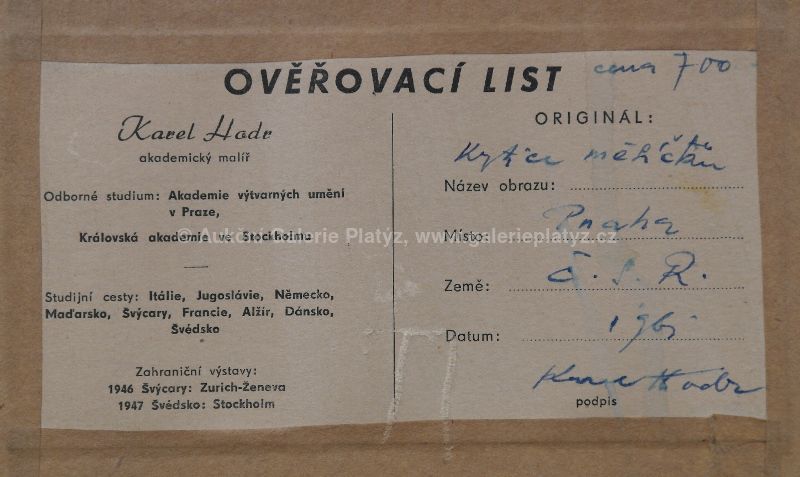 OVĚŘOVACÍ LIST
cena 700
Karel Hodr
akademický malíř
Odborné studium: Akademie výtvarných umění
v Praze,
Královská akademie ve Stockholmu
Studijní cesty: Itálie, Jugoslávie, Německo,
Maďarsko, Švýcary, Francie, Alžír, Dánsko,
Švédsko
Zahraniční výstavy:
1946 Švýcary: Zurich-Ženeva
1947 Švédsko: Stockholm
ORIGINÁL:
Kytice měsíčků
Název obrazu:
Místo: Praha
Země: Č. S. R.
Datum:
Karel Hodr
podpis
© Aukční Galerie Platýz, www.galerieplatyz.cz